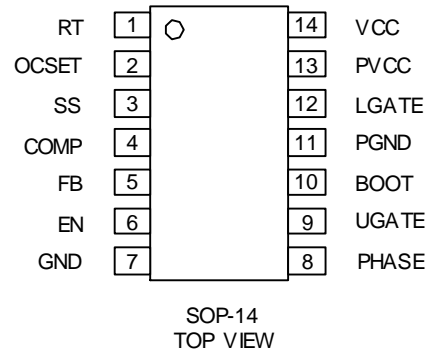 RT 1 14 VCC
OCSET 2 13 PVCC
SS 3 12 LGATE
COMP 4 11 PGND
FB 5 10 BOOT
EN 6 9 UGATE
GND 7 8 PHASE
SOP-14
TOP VIEW